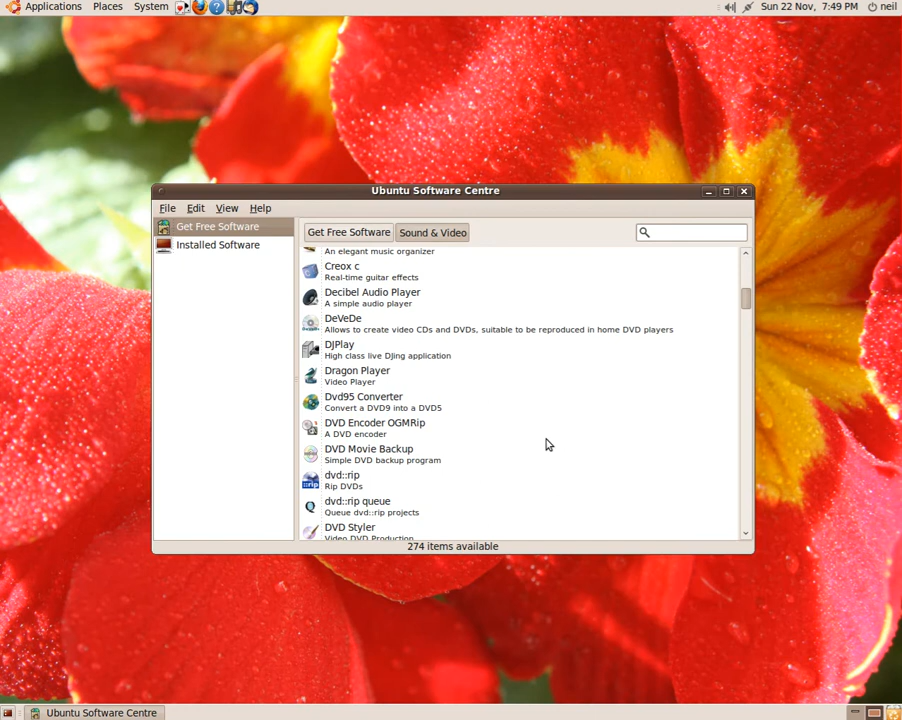 Applications Places System
Sun 22 Nov, 7:49 PM neil
Ubuntu Software Centre
File Edit View Help
Get Free Software
Installed Software
Get Free Software Sound & Video
An elegant music organizer
Creox c
Real-time guitar effects
Decibel Audio Player
A simple audio player
DeVeDe
Allows to create video CDs and DVDs, suitable to be reproduced in home DVD players
DJPlay
High class live DJing application
Dragon Player
Video Player
Dvd95 Converter
Convert a DVD9 into a DVD5
DVD Encoder OGMRip
A DVD encoder
DVD Movie Backup
Simple DVD backup program
dvd::rip
Rip DVDs
dvd::rip queue
Queue dvd::rip projects
DVD Styler
Video DVD Production
274 items available
Ubuntu Software Centre